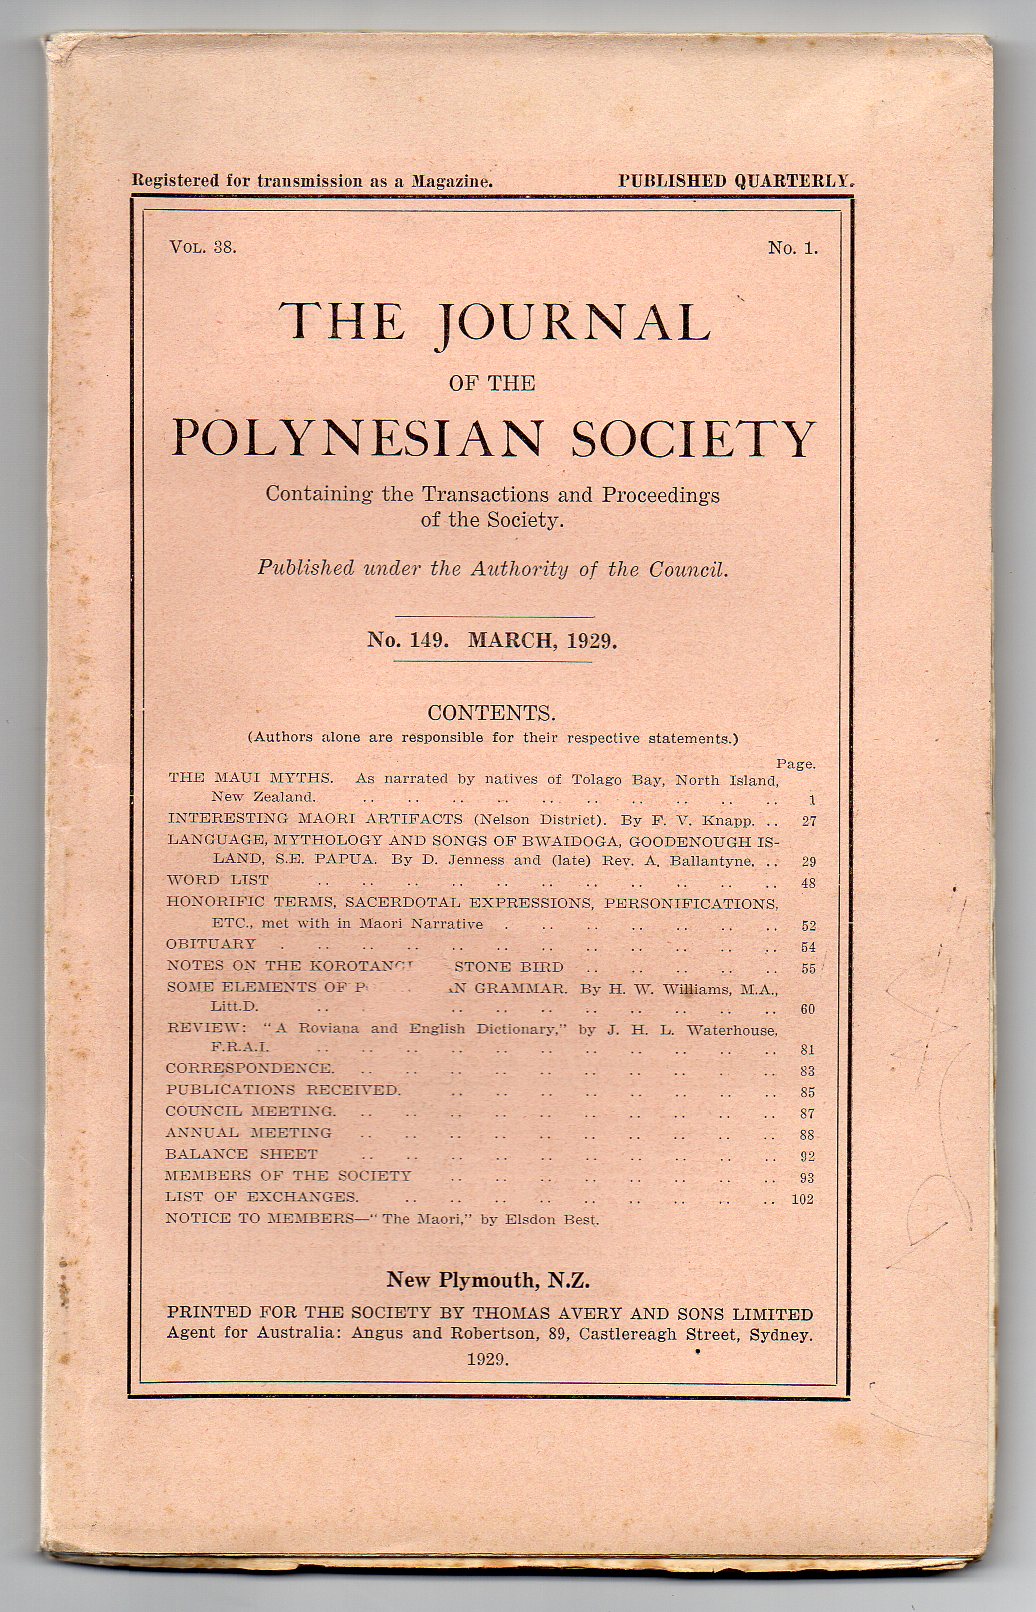 Registered for transmission as a Magazine. PUBLISHED QUARTERLY.
VOL. 38. No. 1.
THE JOURNAL
OF THE
POLYNESIAN SOCIETY
Containing the Transactions and Proceedings
of the Society.
Published under the Authority of the Council.
No. 149. MARCH, 1929.
CONTENTS.
(Authors alone are responsible for their respective statements.)
Page.
THE MAUI MYTHS. As narrated by natives of Tolago Bay, North Island,
New Zealand. .. .. .. .. .. .. .. .. .. .. 1
INTERESTING MAORI ARTIFACTS (Nelson District). By F. V. Knapp. .. 27
LANGUAGE, MYTHOLOGY AND SONGS OF BWAIDOGA, GOODENOUGH IS-
LAND, S.E. PAPUA. By D. Jenness and (late) Rev. A. Ballantyne. .. 29
WORD LIST .. .. .. .. .. .. .. .. .. .. .. 48
HONORIFIC TERMS, SACERDOTAL EXPRESSIONS, PERSONIFICATIONS,
ETC., met with in Maori Narrative . .. .. .. .. .. .. 52
OBITUARY . .. .. .. .. .. .. .. .. .. .. .. 54
NOTES ON THE STONE BIRD .. .. .. .. .. 55
SOME ELEMENTS OF GRAMMAR. By H. W. Williams, M.A.,
Litt.D. .. .. .. .. .. .. .. .. .. .. .. 60
REVIEW: "A Roviana and English Dictionary," by J. H. L. Waterhouse,
F.R.A.I. .. .. .. .. .. .. .. .. .. .. .. 81
CORRESPONDENCE. .. .. .. .. .. .. .. .. .. .. 83
PUBLICATIONS RECEIVED. .. .. .. .. .. .. .. .. 85
COUNCIL MEETING. .. .. .. .. .. .. .. .. .. .. 87
ANNUAL MEETING .. .. .. .. .. .. .. .. .. .. 88
BALANCE SHEET .. .. .. .. .. .. .. .. .. .. 92
MEMBERS OF THE SOCIETY .. .. .. .. .. .. .. .. 93
LIST OF EXCHANGES. .. .. .. .. .. .. .. .. .. 102
NOTICE TO MEMBERS—"The Maori," by Elsdon Best.
New Plymouth, N.Z.
PRINTED FOR THE SOCIETY BY THOMAS AVERY AND SONS LIMITED
Agent for Australia: Angus and Robertson, 89, Castlereagh Street, Sydney.
1929.